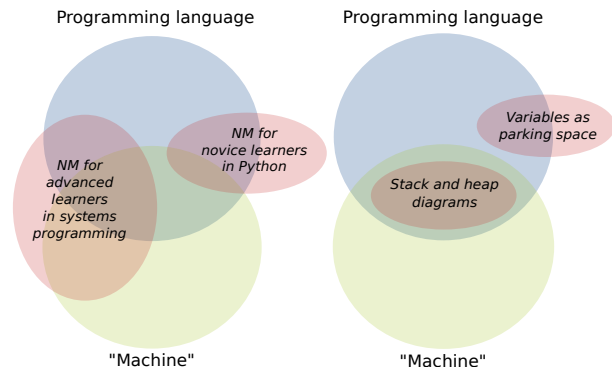 Programming language
NM for
advanced
learners
in systems
programming
NM for
novice learners
in Python
"Machine"
Programming language
Variables as
parking space
Stack and heap
diagrams
"Machine"